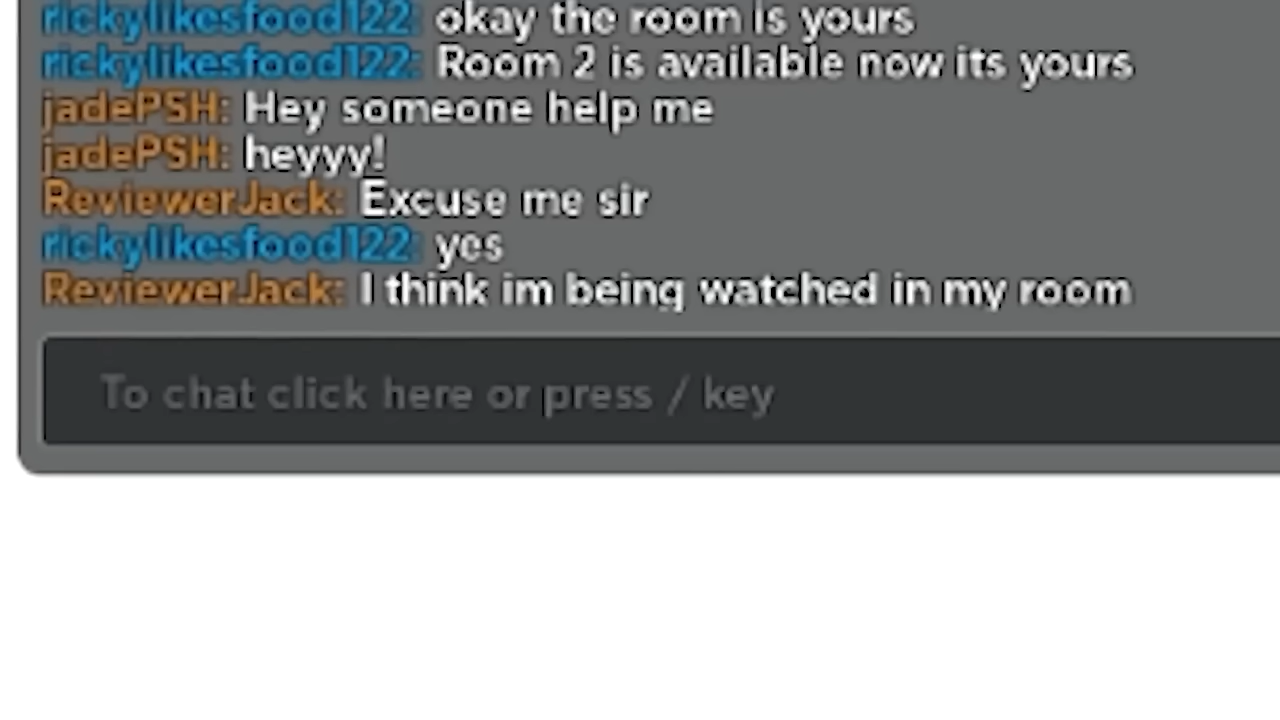 rickylikesfood122: okay the room is yours
rickylikesfood122: Room 2 is available now its yours
jadePSH: Hey someone help me
jadePSH: heyyy!
ReviewerJack: Excuse me sir
rickylikesfood122: yes
ReviewerJack: I think im being watched in my room
To chat click here or press / key